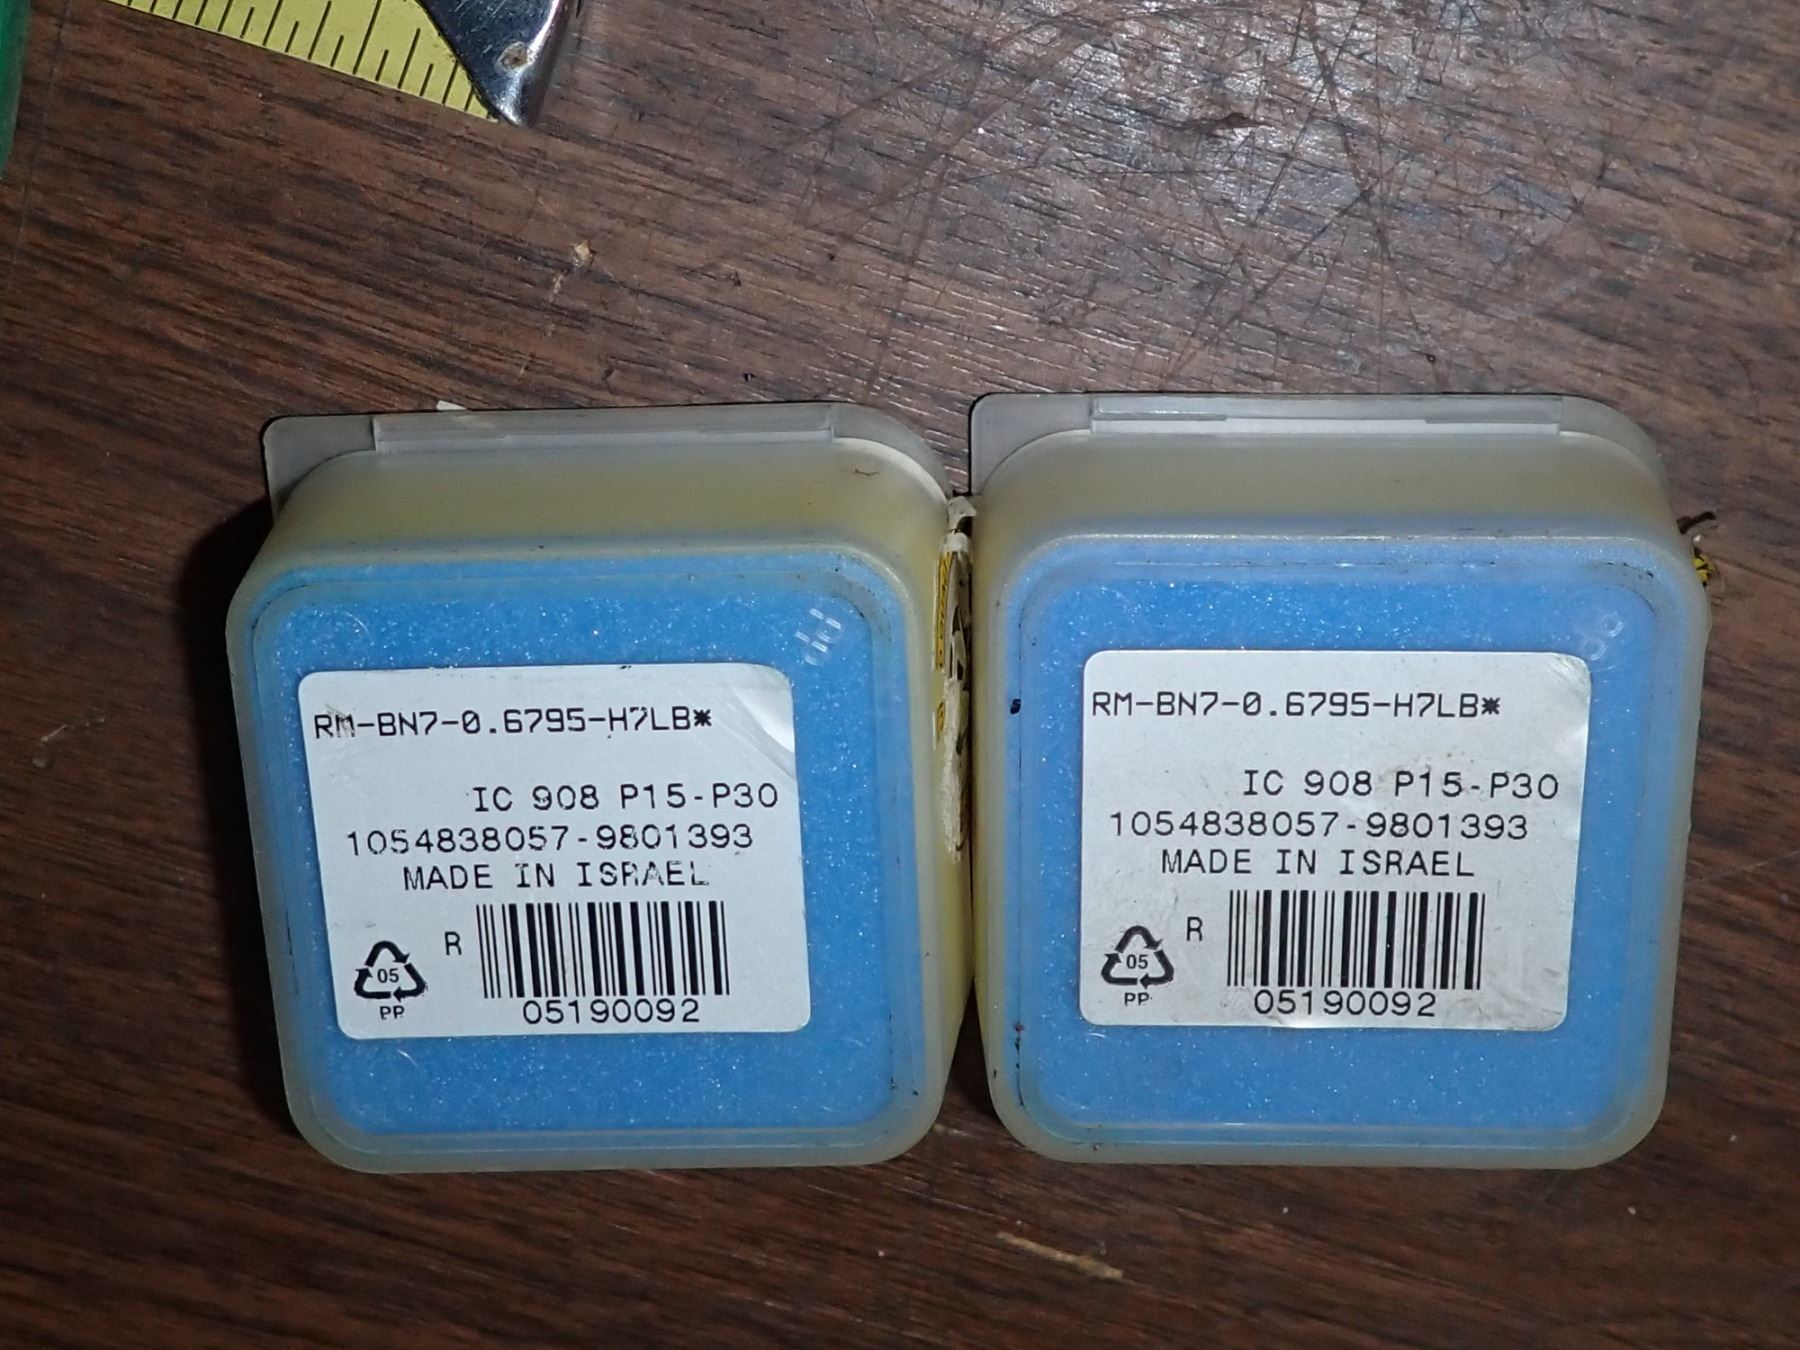 RM-BN7-0.6795-H7LB*
IC 908 P15-P30
1054838057-9801393
MADE IN ISRAEL
R
05
PP
05190092
RM-BN7-0.6795-H7LB*
IC 908 P15-P30
1054838057-9801393
MADE IN ISRAEL
R
05
PP
05190092